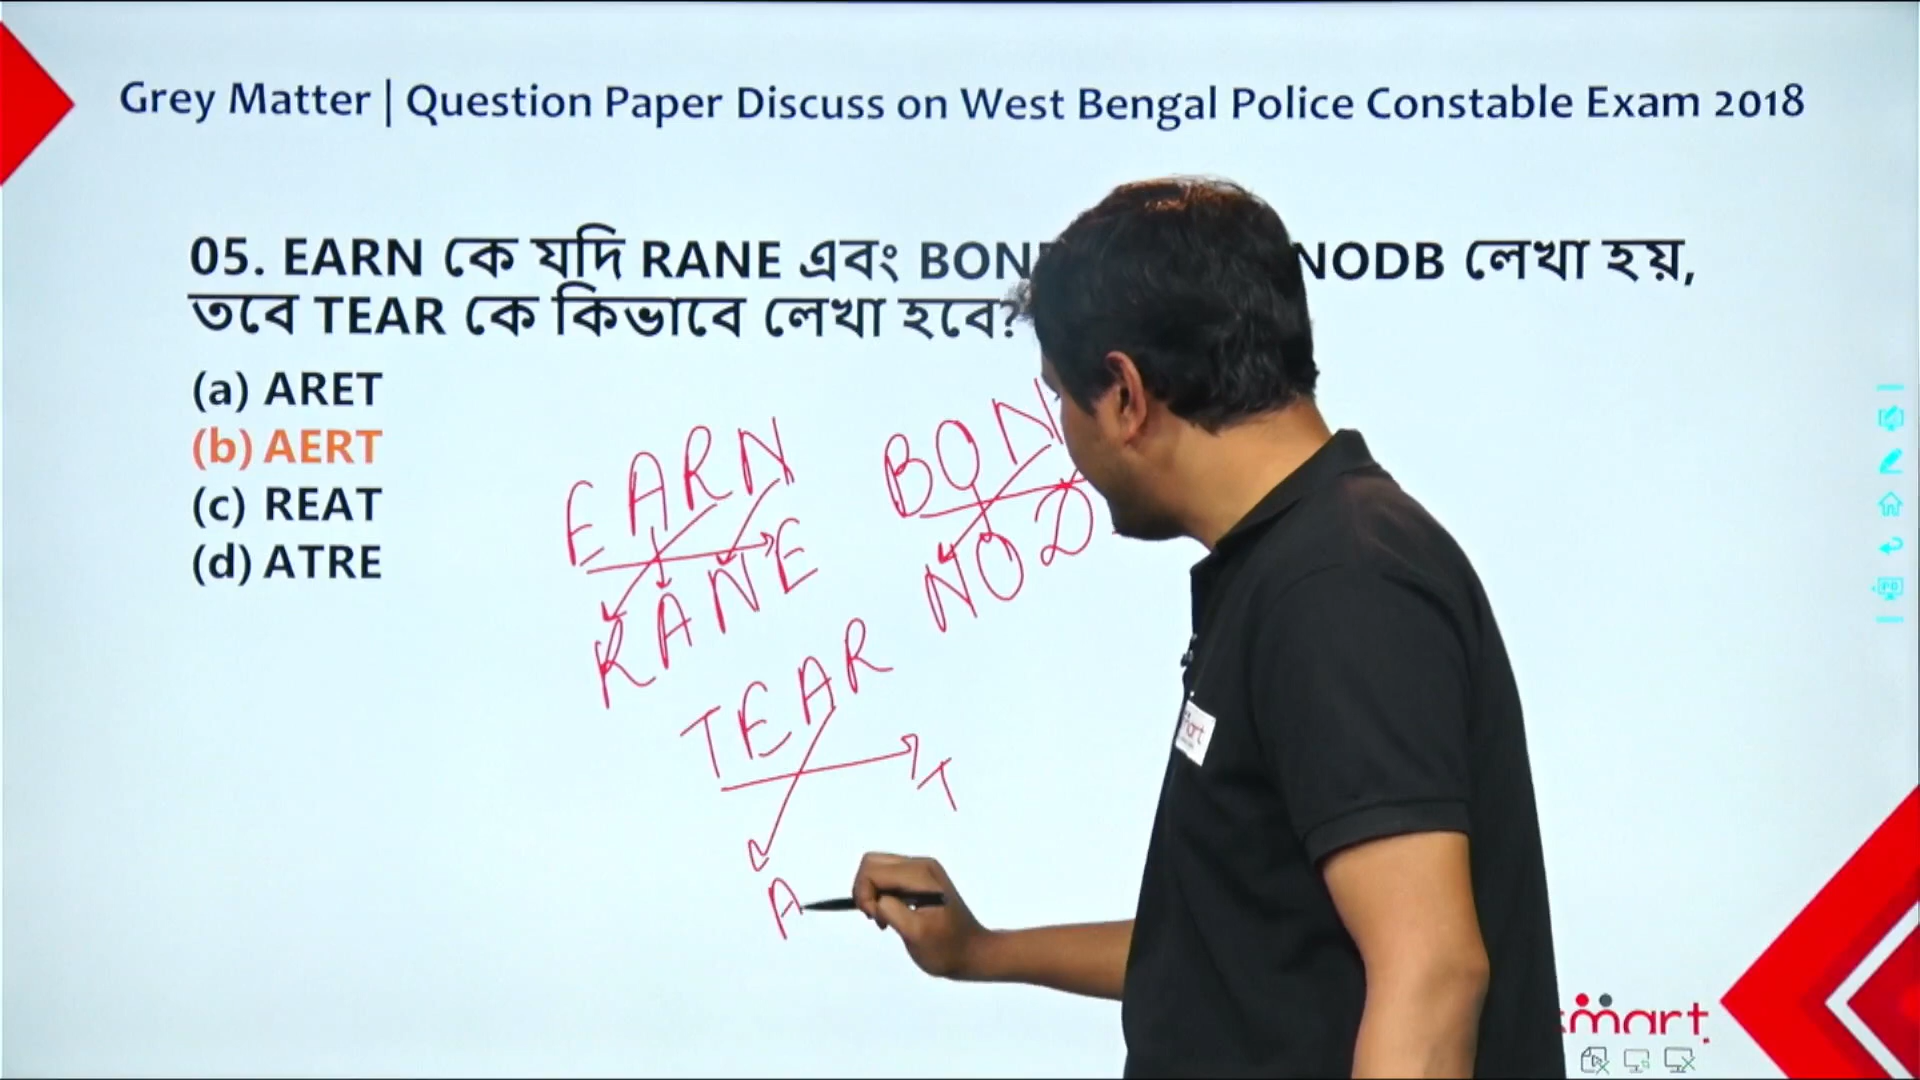 Grey Matter | Question Paper Discuss on West Bengal Police Constable Exam 2018
05. EARN কে যদি RANE এবং BON NODB লেখা হয়,
তবে TEAR কে কিভাবে লেখা হবে?
(a) ARET
(b) AERT
(c) REAT
(d) ATRE
EARN
RANE
BON
NOD
TEAR
T
A
smart